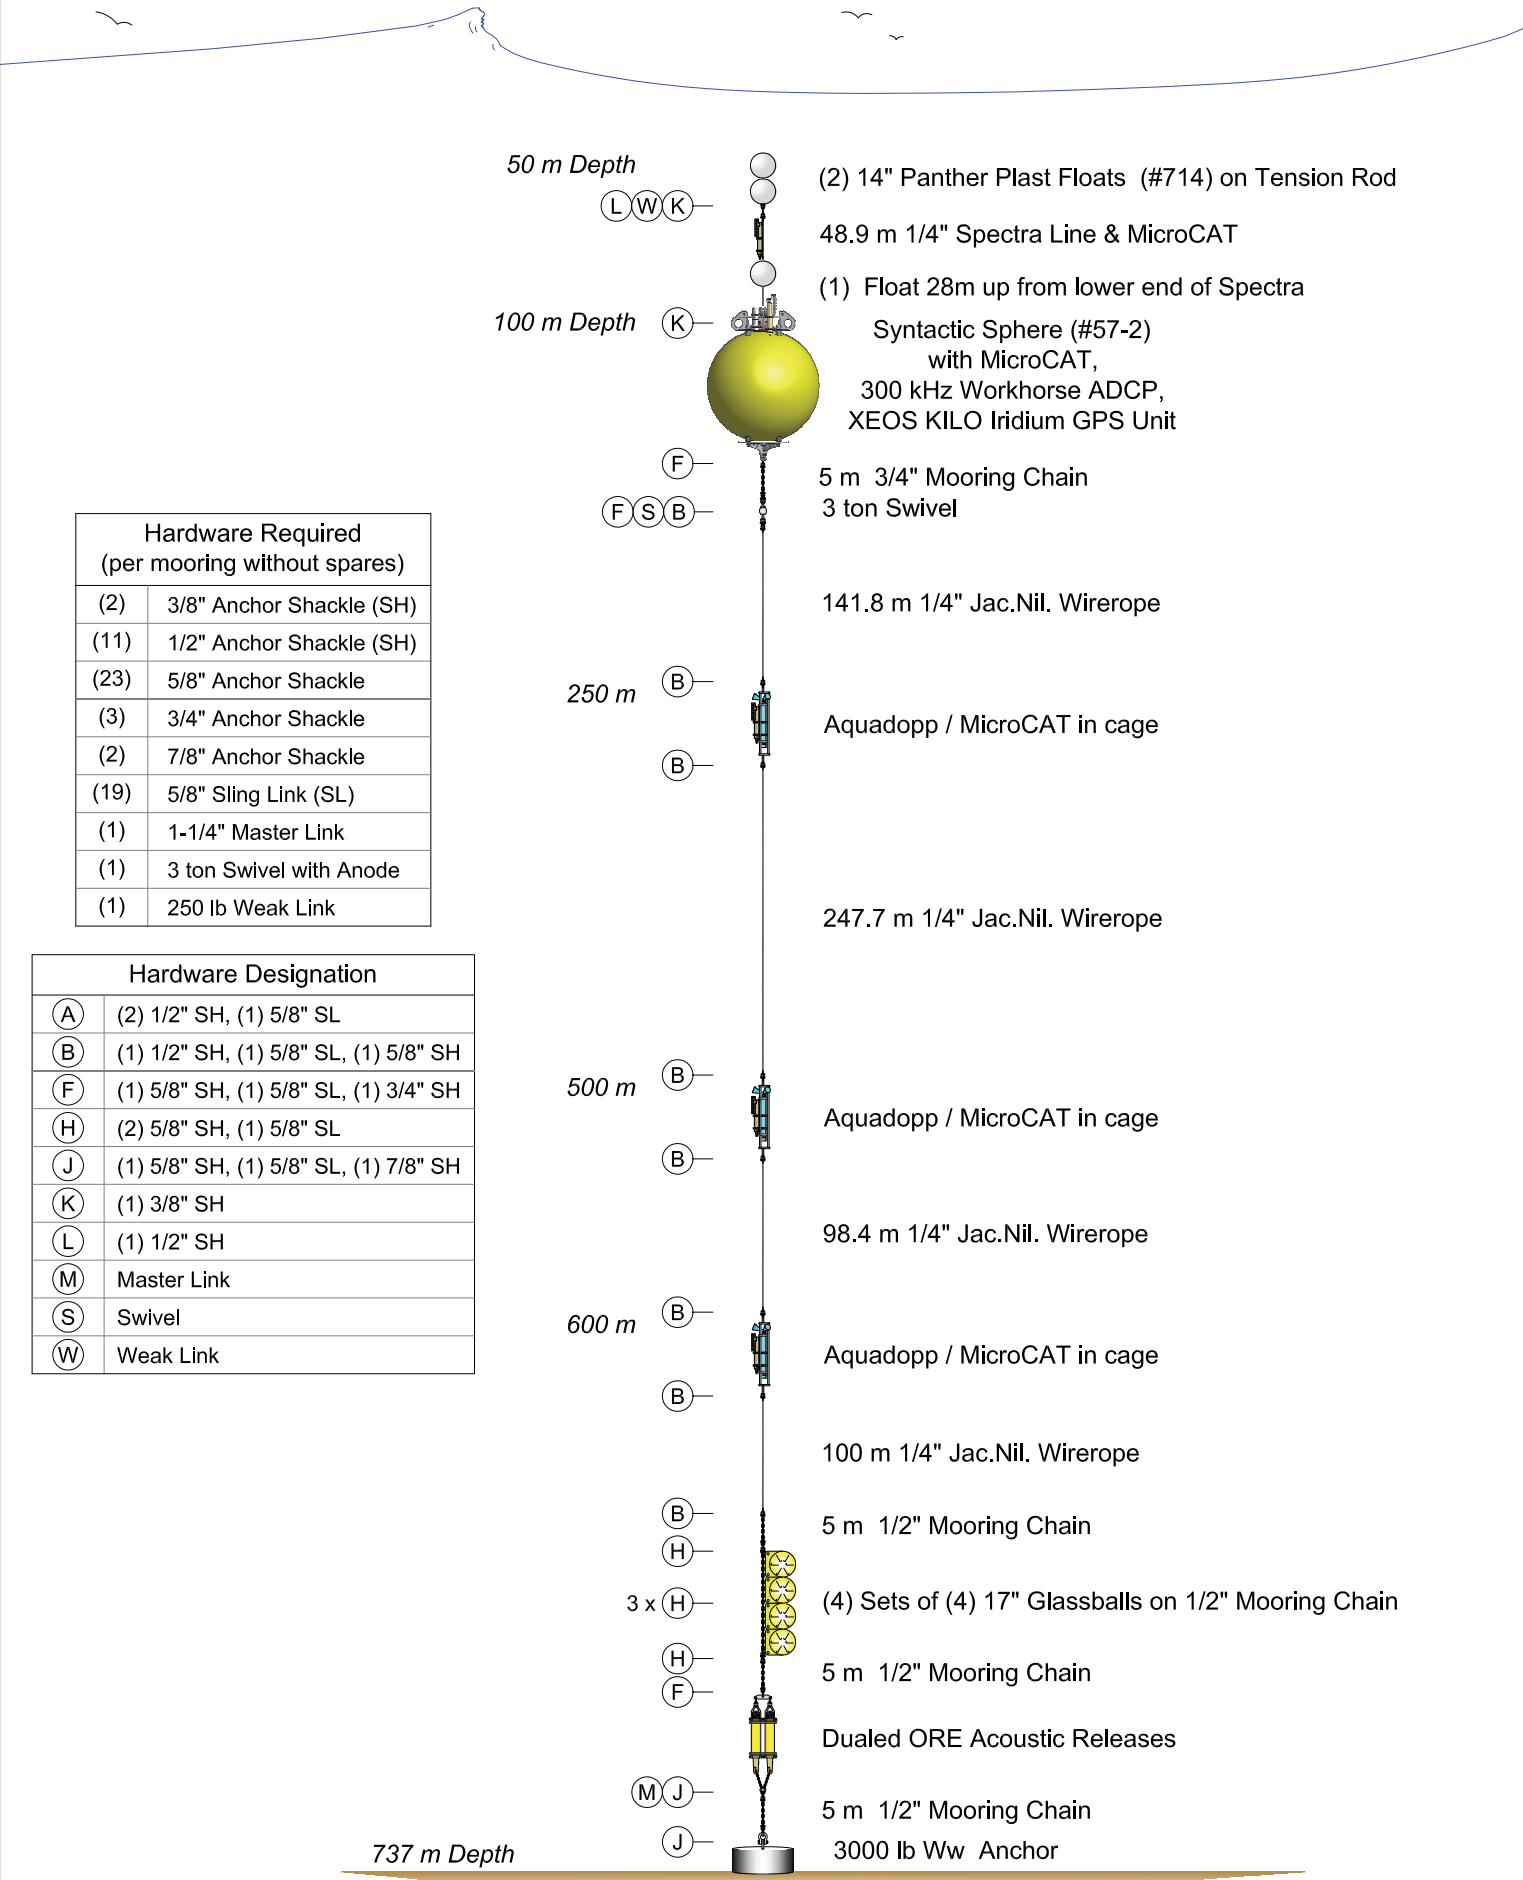 50 m Depth
(2) 14" Panther Plast Floats (#714) on Tension Rod
L W K
48.9 m 1/4" Spectra Line & MicroCAT
(1) Float 28m up from lower end of Spectra
100 m Depth K
Syntactic Sphere (#57-2)
with MicroCAT,
300 kHz Workhorse ADCP,
XEOS KILO Iridium GPS Unit
F
5 m 3/4" Mooring Chain
F S B
3 ton Swivel
141.8 m 1/4" Jac.Nil. Wirerope
250 m B
Aquadopp / MicroCAT in cage
B
247.7 m 1/4" Jac.Nil. Wirerope
500 m B
Aquadopp / MicroCAT in cage
B
98.4 m 1/4" Jac.Nil. Wirerope
600 m B
Aquadopp / MicroCAT in cage
B
100 m 1/4" Jac.Nil. Wirerope
B
5 m 1/2" Mooring Chain
H
3 x H
(4) Sets of (4) 17" Glassballs on 1/2" Mooring Chain
H
5 m 1/2" Mooring Chain
F
Dualed ORE Acoustic Releases
M J
5 m 1/2" Mooring Chain
J
3000 lb Ww Anchor
737 m Depth
Hardware Required
(per mooring without spares)
(2) 3/8" Anchor Shackle (SH)
(11) 1/2" Anchor Shackle (SH)
(23) 5/8" Anchor Shackle
(3) 3/4" Anchor Shackle
(2) 7/8" Anchor Shackle
(19) 5/8" Sling Link (SL)
(1) 1-1/4" Master Link
(1) 3 ton Swivel with Anode
(1) 250 lb Weak Link
Hardware Designation
A (2) 1/2" SH, (1) 5/8" SL
B (1) 1/2" SH, (1) 5/8" SL, (1) 5/8" SH
F (1) 5/8" SH, (1) 5/8" SL, (1) 3/4" SH
H (2) 5/8" SH, (1) 5/8" SL
J (1) 5/8" SH, (1) 5/8" SL, (1) 7/8" SH
K (1) 3/8" SH
L (1) 1/2" SH
M Master Link
S Swivel
W Weak Link